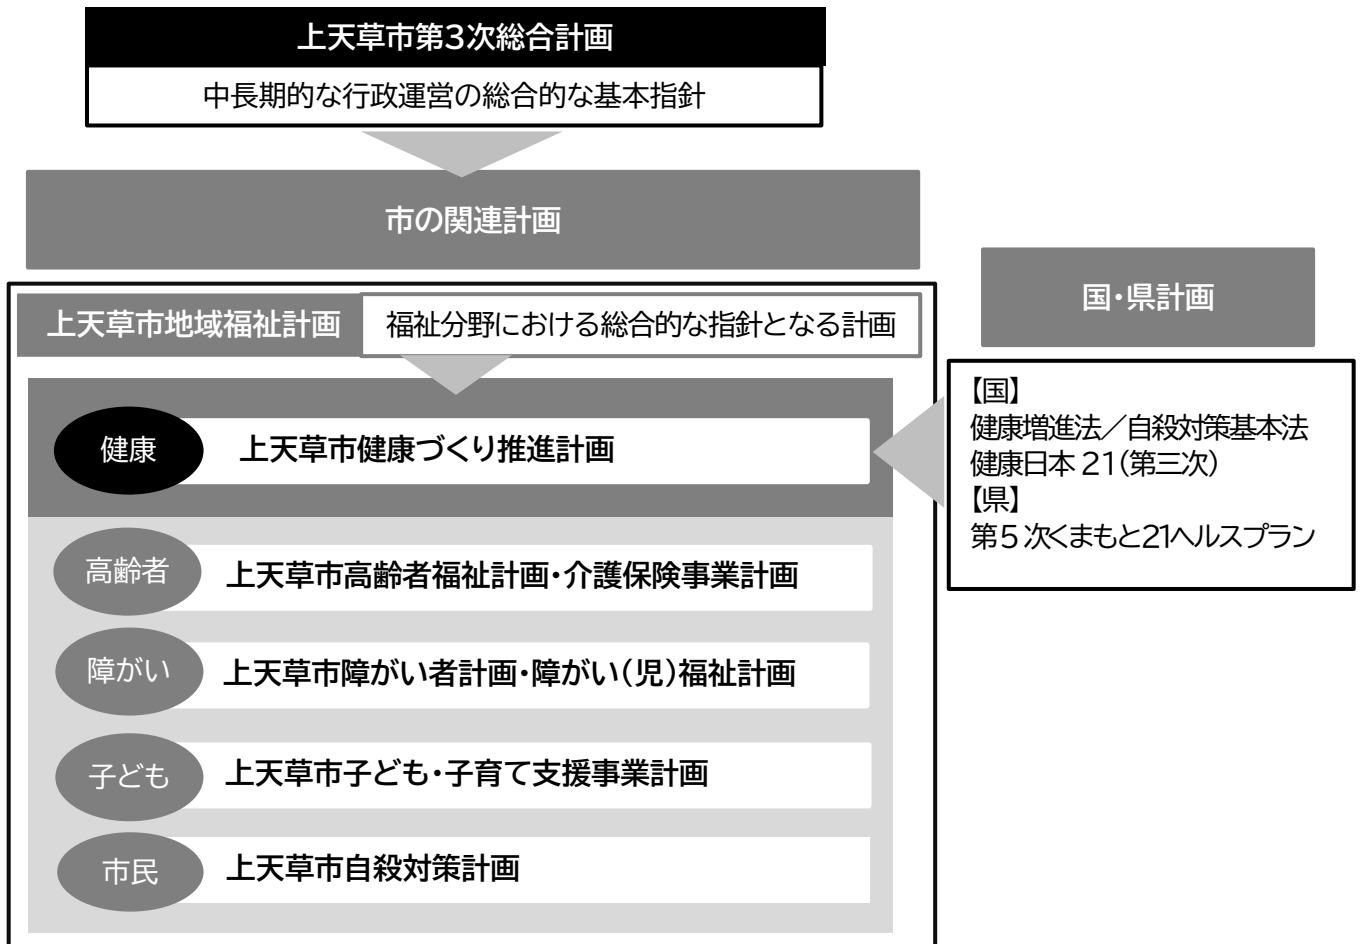 上天草市第3次総合計画
中長期的な行政運営の総合的な基本指針
市の関連計画
上天草市地域福祉計画
福祉分野における総合的な指針となる計画
健康
上天草市健康づくり推進計画
高齢者
上天草市高齢者福祉計画・介護保険事業計画
障がい
上天草市障がい者計画・障がい(児)福祉計画
子ども
上天草市子ども・子育て支援事業計画
市民
上天草市自殺対策計画
国・県計画
【国】
健康増進法／自殺対策基本法
健康日本 21(第三次)
【県】
第5 次くまもと21ヘルスプラン